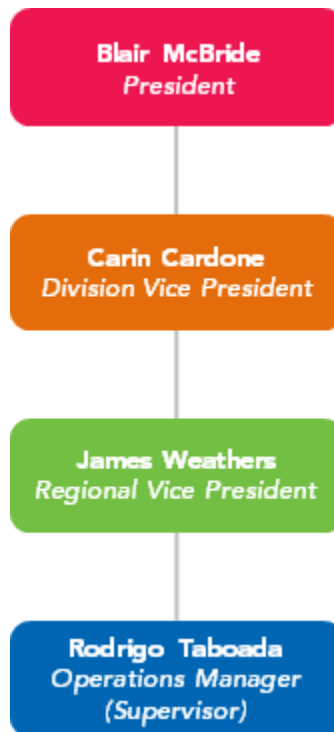 Blair McBride
President
Carin Cardone
Division Vice President
James Weathers
Regional Vice President
Rodrigo Taboada
Operations Manager
(Supervisor)